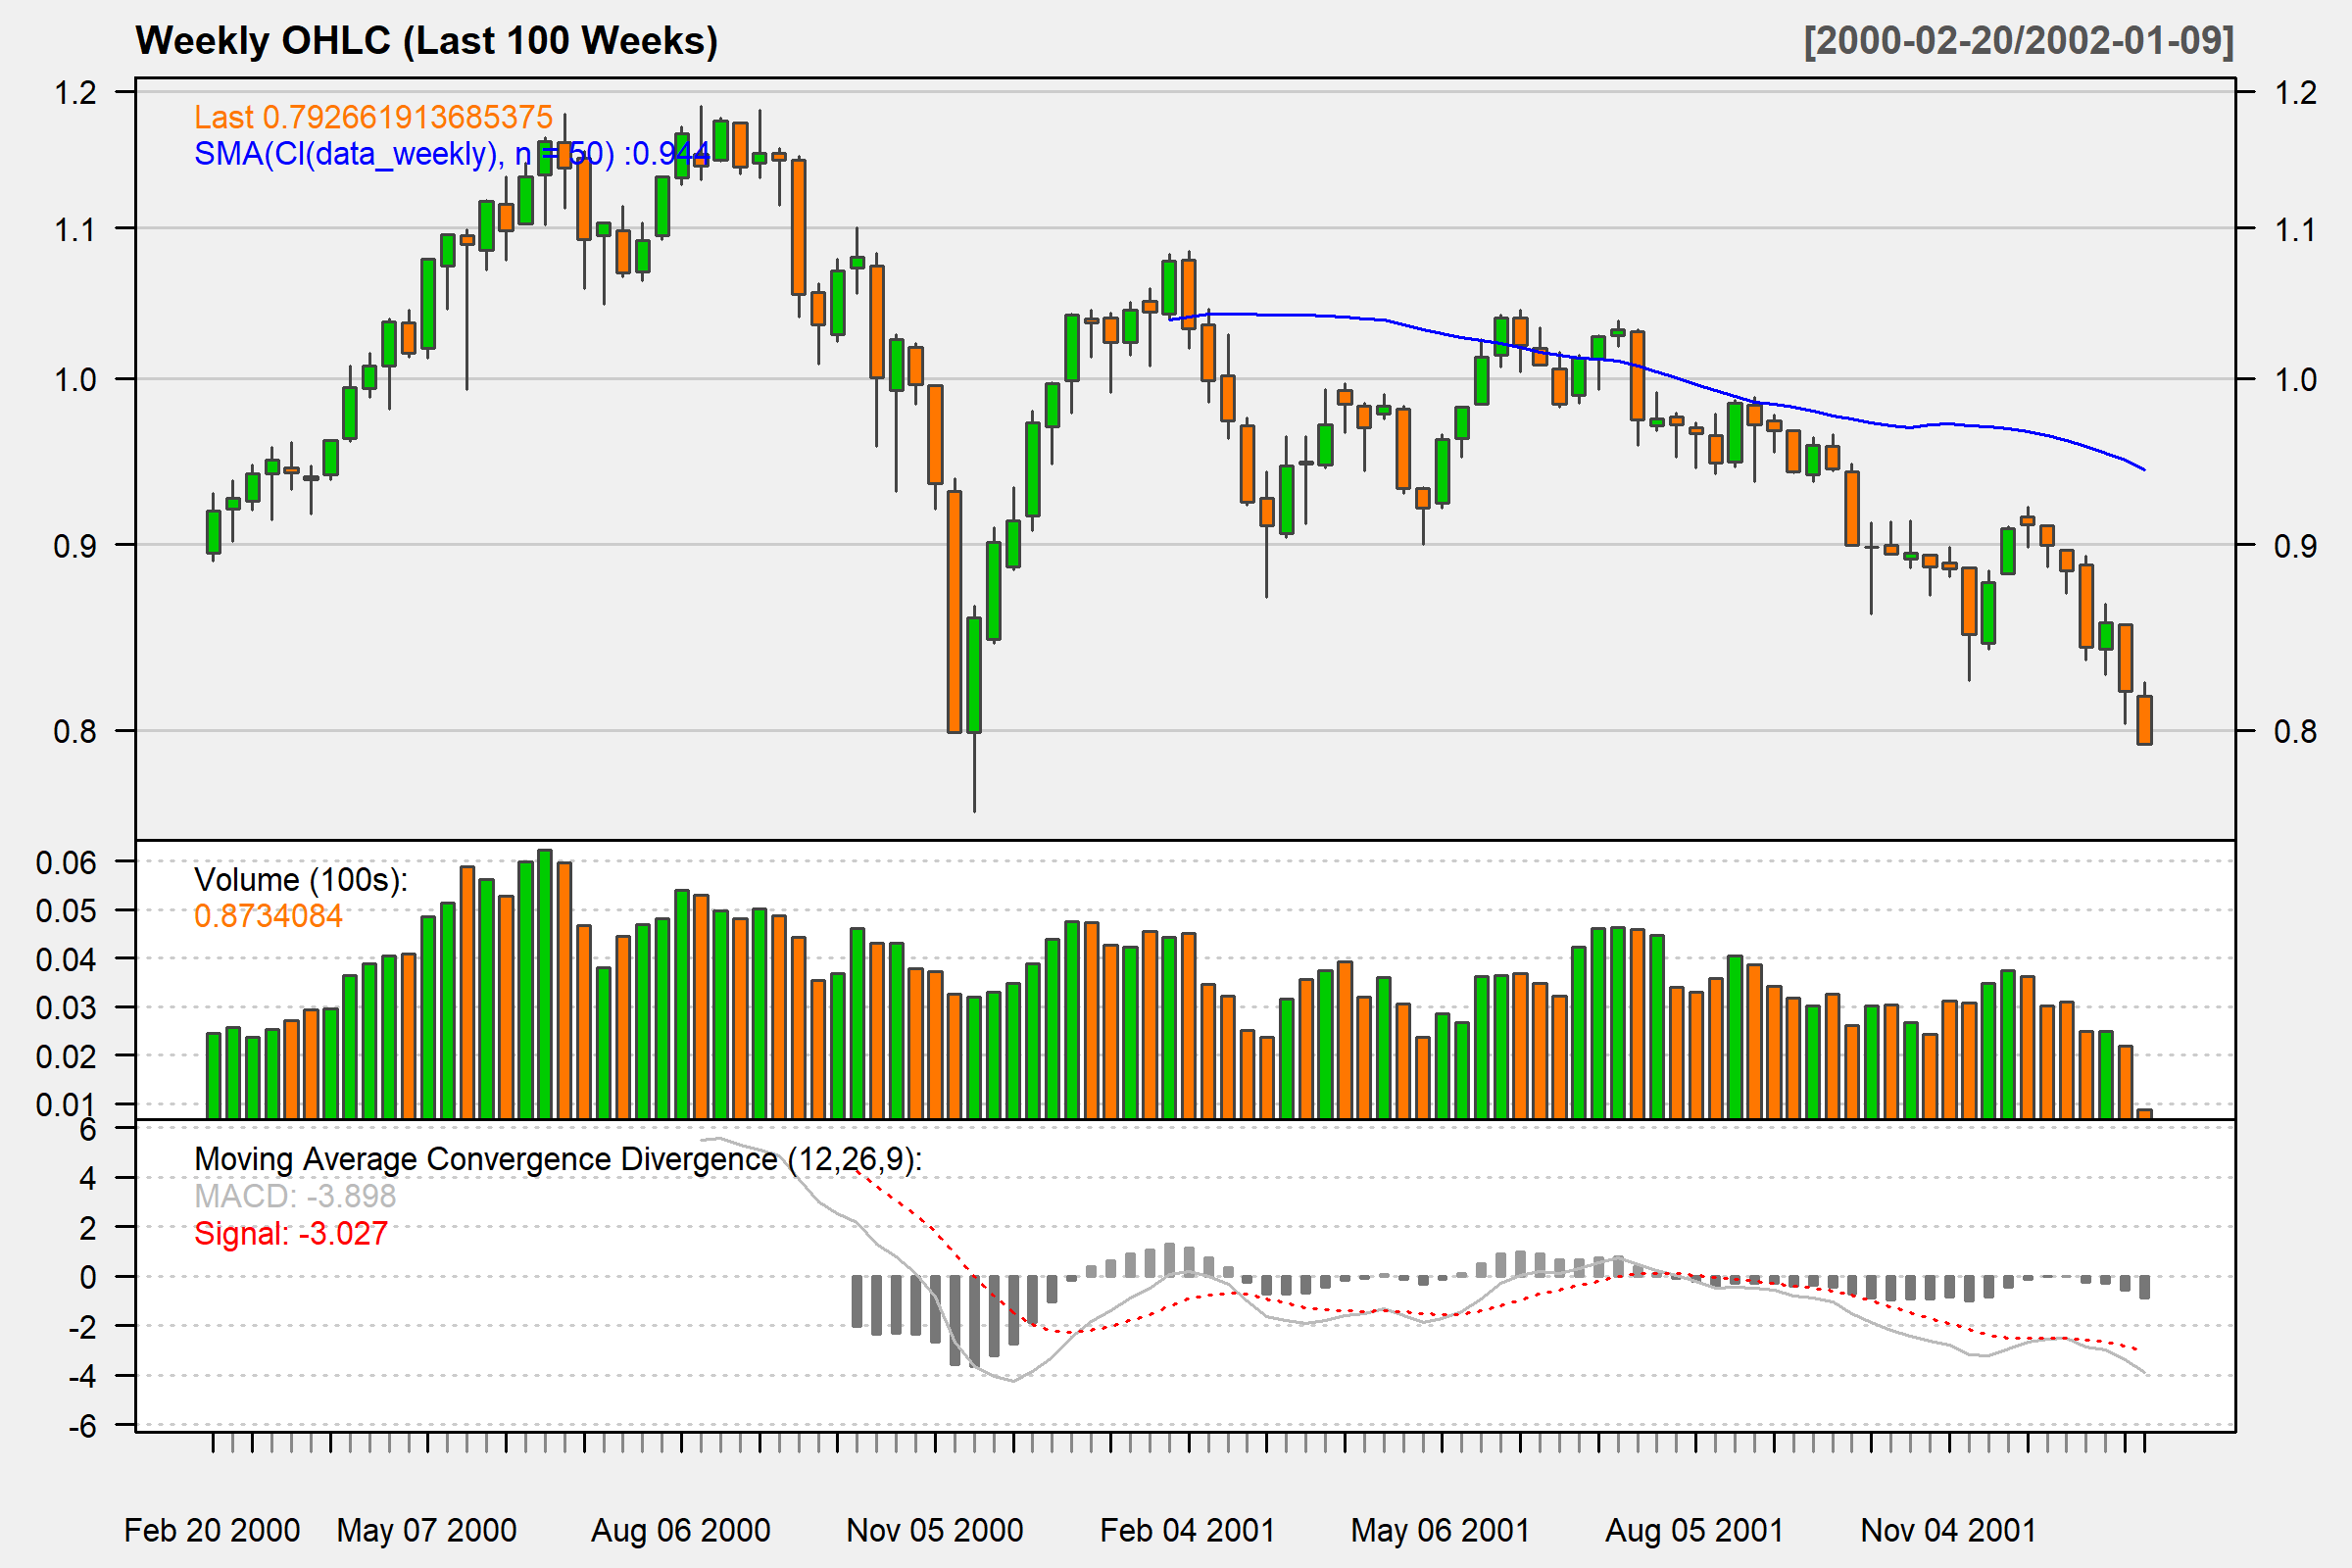 Weekly OHLC (Last 100 Weeks) [2000-02-20/2002-01-09]
1.2 1.2
Last 0.792661913685375
SMA(Cl(data_weekly), n = 50) :0.944
1.1 1.1
1.0 1.0
0.9 0.9
0.8 0.8
0.06
Volume (100s):
0.05
0.8734084
0.04
0.03
0.02
0.01
6
Moving Average Convergence Divergence (12,26,9):
4
MACD: -3.898
2
Signal: -3.027
0
-2
-4
-6
Feb 20 2000 May 07 2000 Aug 06 2000 Nov 05 2000 Feb 04 2001 May 06 2001 Aug 05 2001 Nov 04 2001